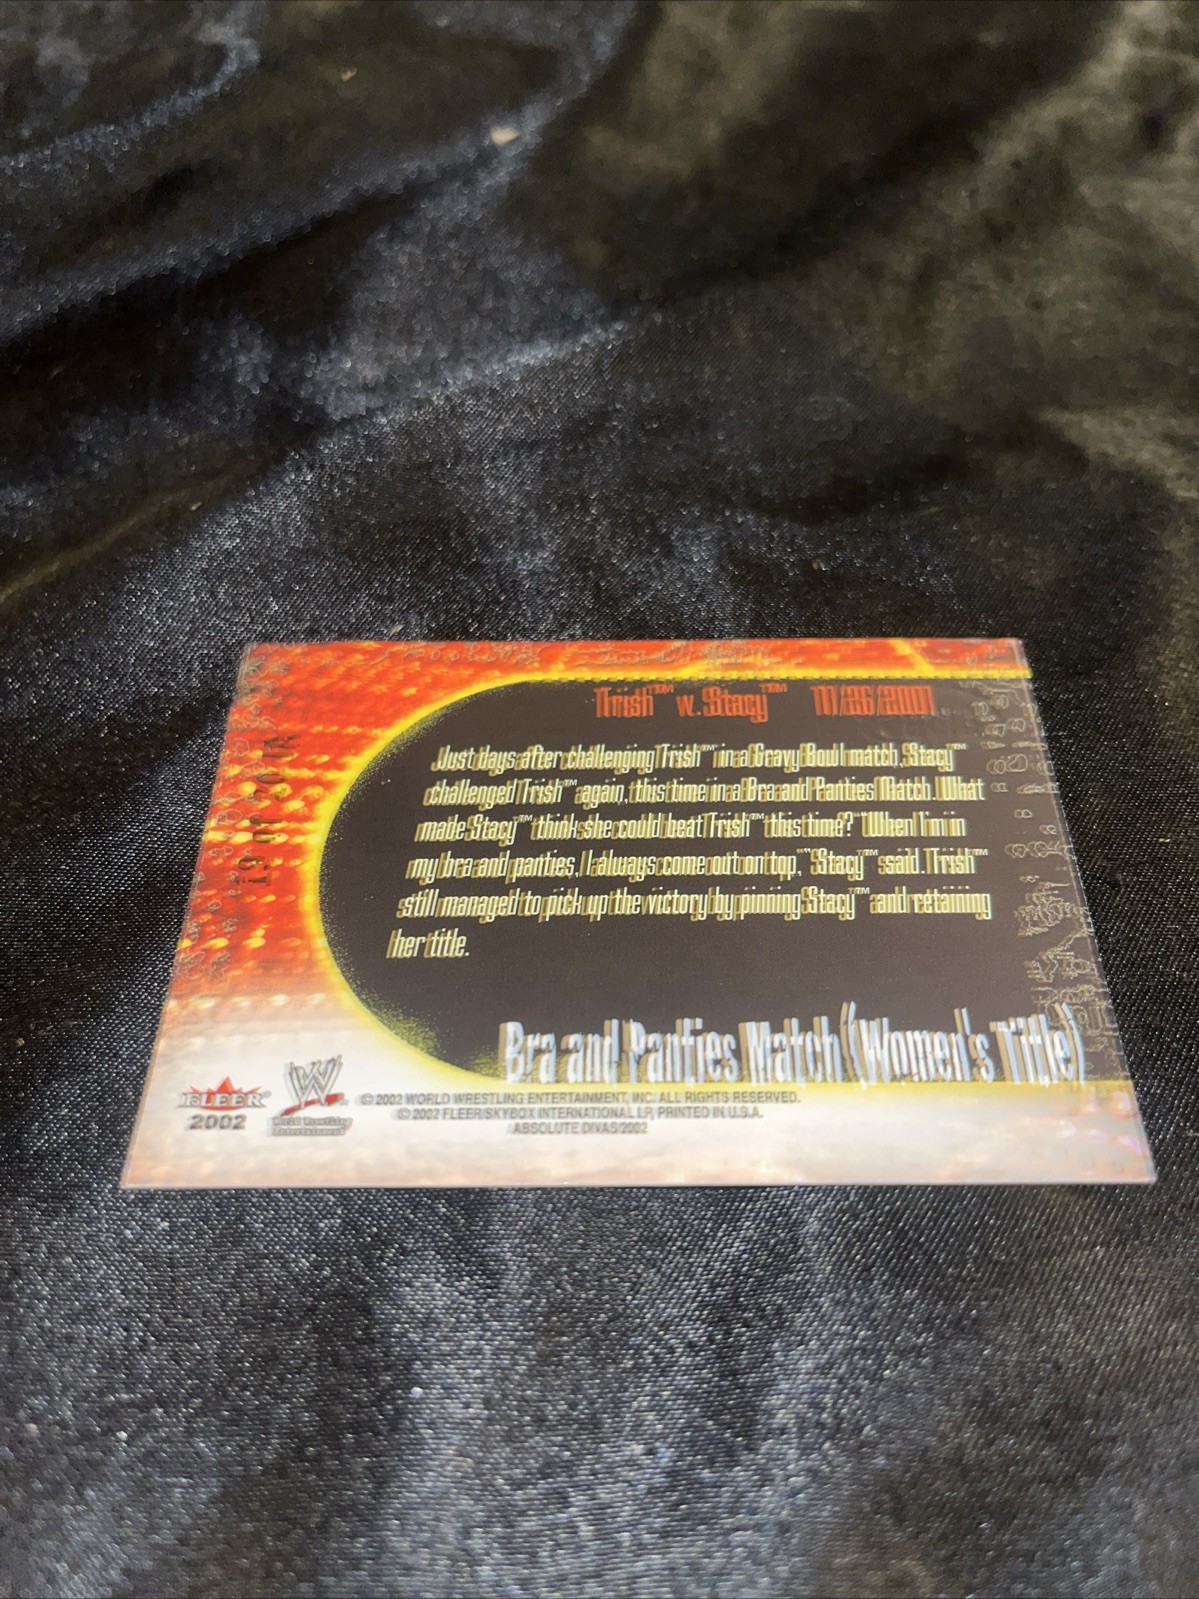 Trish™ w. Stacy™ 11/26/2001
Just days after challenging Trish™ in a Gravy Bowl match, Stacy™
challenged Trish™ again, this time in a Bra and Panties Match. What
made Stacy™ think she could beat Trish™ this time? "When I'm in
my bra and panties, I always come out on top," Stacy™ said. Trish™
still managed to pick up the victory by pinning Stacy™ and retaining
her title.
Bra and Panties Match (Women's Title)
FLEER®
2002
W
World Wrestling
Entertainment™
© 2002 WORLD WRESTLING ENTERTAINMENT, INC. ALL RIGHTS RESERVED.
© 2002 FLEER/SKYBOX INTERNATIONAL LP, PRINTED IN U.S.A.
ABSOLUTE DIVAS 2002